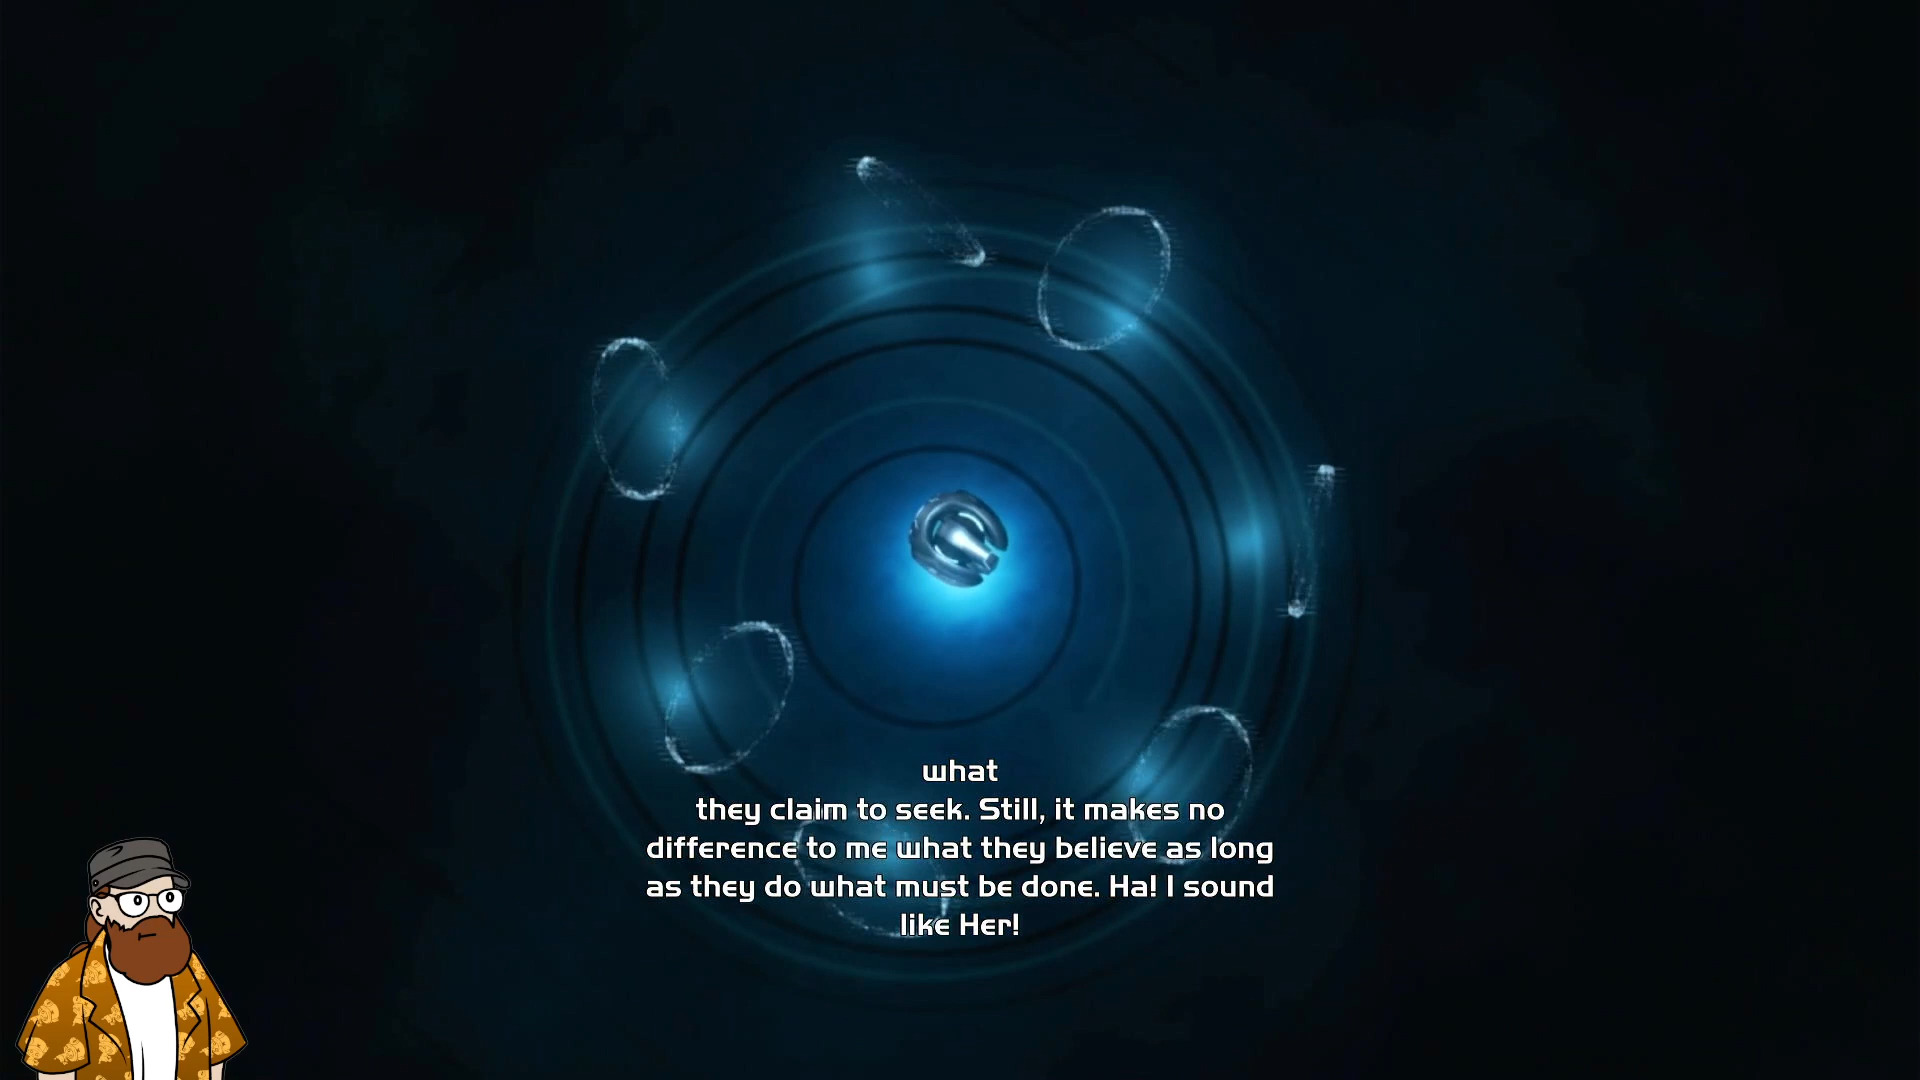 what
they claim to seek. Still, it makes no
difference to me what they believe as long
as they do what must be done. Ha! I sound
like Her!